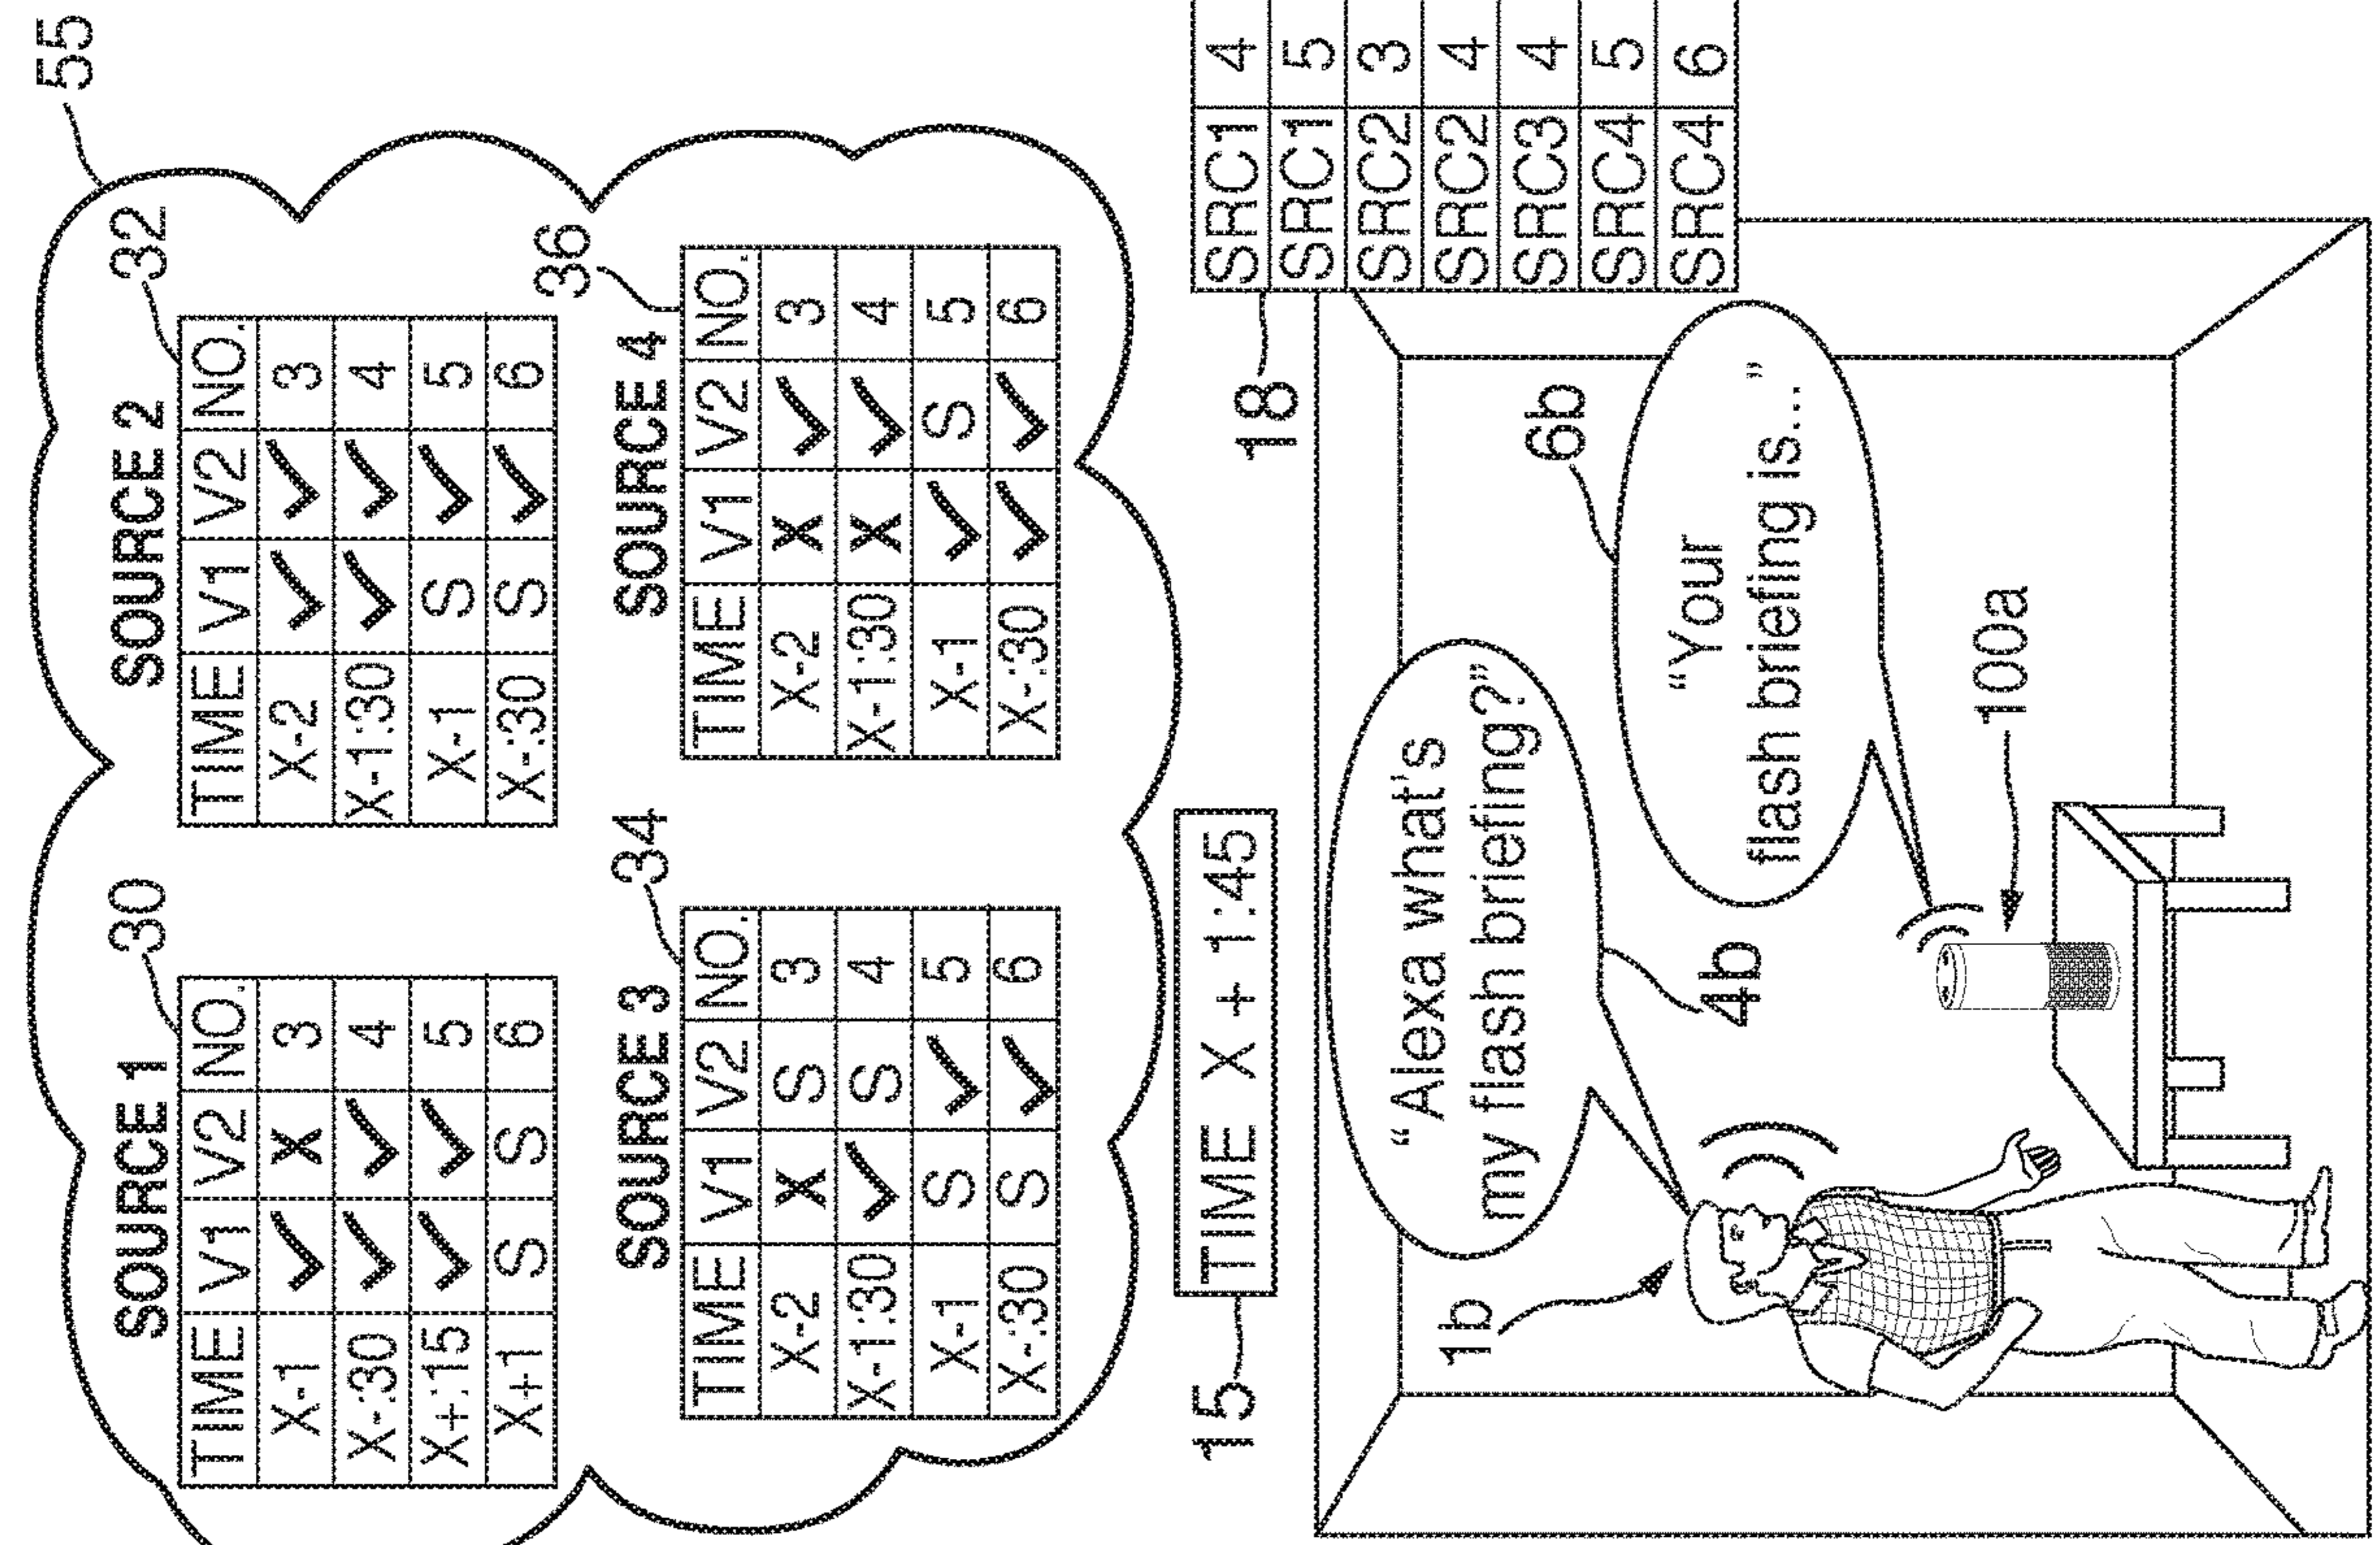 55
SOURCE 1
30
TIME V1 V2 NO.
X-1 ✓ X 3
X-:30 ✓ ✓ 4
X+:15 ✓ ✓ 5
X+1 S S 6
SOURCE 2
32
TIME V1 V2 NO.
X-2 ✓ ✓ 3
X-1:30 ✓ ✓ 4
X-1 S ✓ 5
X-:30 S ✓ 6
SOURCE 3
34
TIME V1 V2 NO.
X-2 X S 3
X-1:30 ✓ S 4
X-1 S ✓ 5
X-:30 S ✓ 6
SOURCE 4
36
TIME V1 V2 NO.
X-2 X ✓ 3
X-1:30 X ✓ 4
X-1 ✓ S 5
X-:30 ✓ ✓ 6
15
TIME X + 1:45
18
SRC1 4
SRC1 5
SRC2 3
SRC2 4
SRC3 4
SRC4 5
SRC4 6
1b
“Alexa what's
my flash briefing?”
4b
6b
“Your
flash briefing is...”
100a